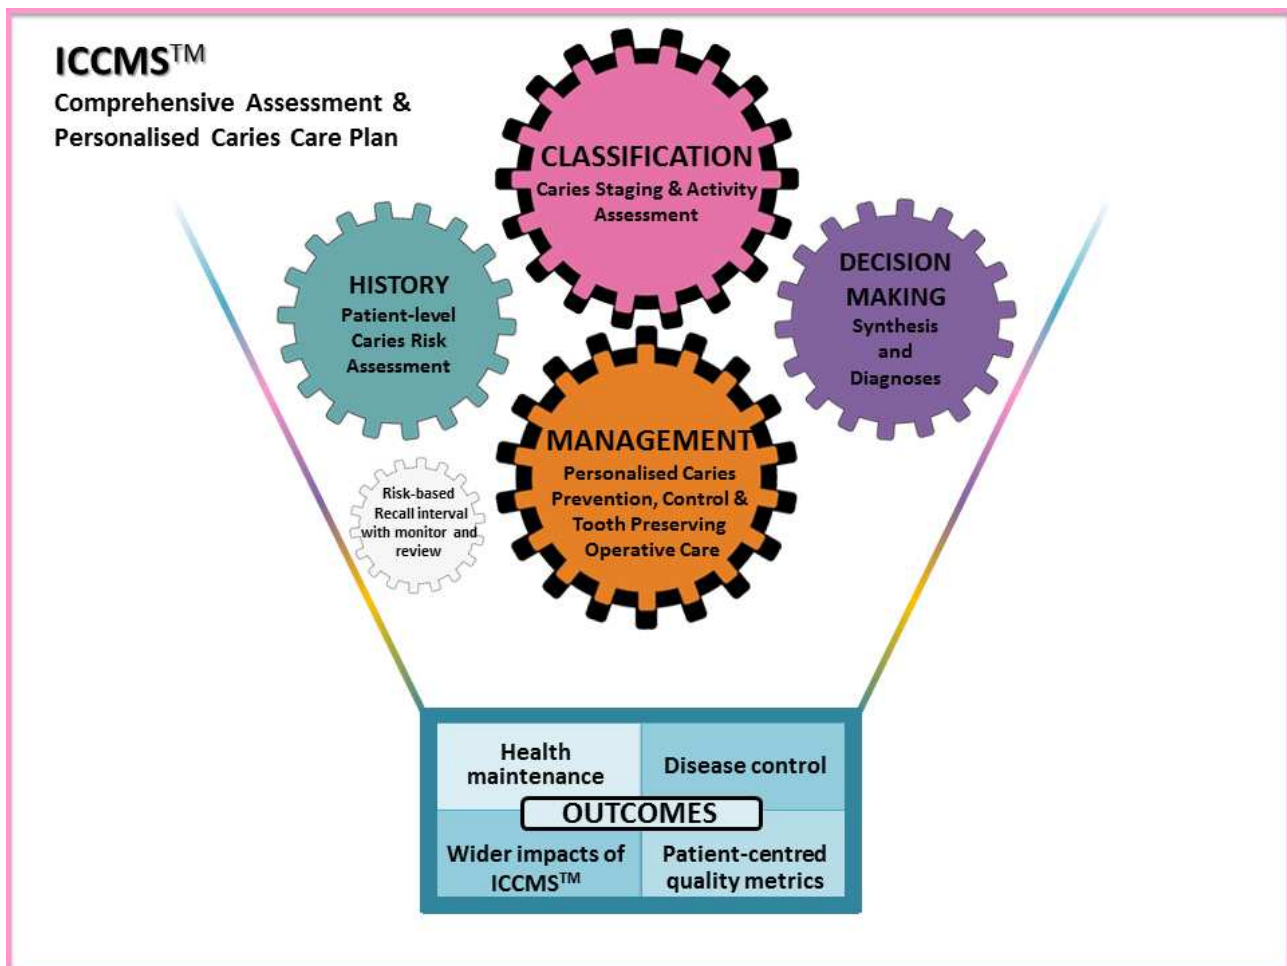 ICCMS™
Comprehensive Assessment &
Personalised Caries Care Plan
CLASSIFICATION
Caries Staging & Activity
Assessment
HISTORY
Patient-level
Caries Risk
Assessment
DECISION
MAKING
Synthesis
and
Diagnoses
MANAGEMENT
Personalised Caries
Prevention, Control &
Tooth Preserving
Operative Care
Risk-based
Recall interval
with monitor and
review
Health
maintenance
Disease control
OUTCOMES
Wider impacts of
ICCMS™
Patient-centred
quality metrics